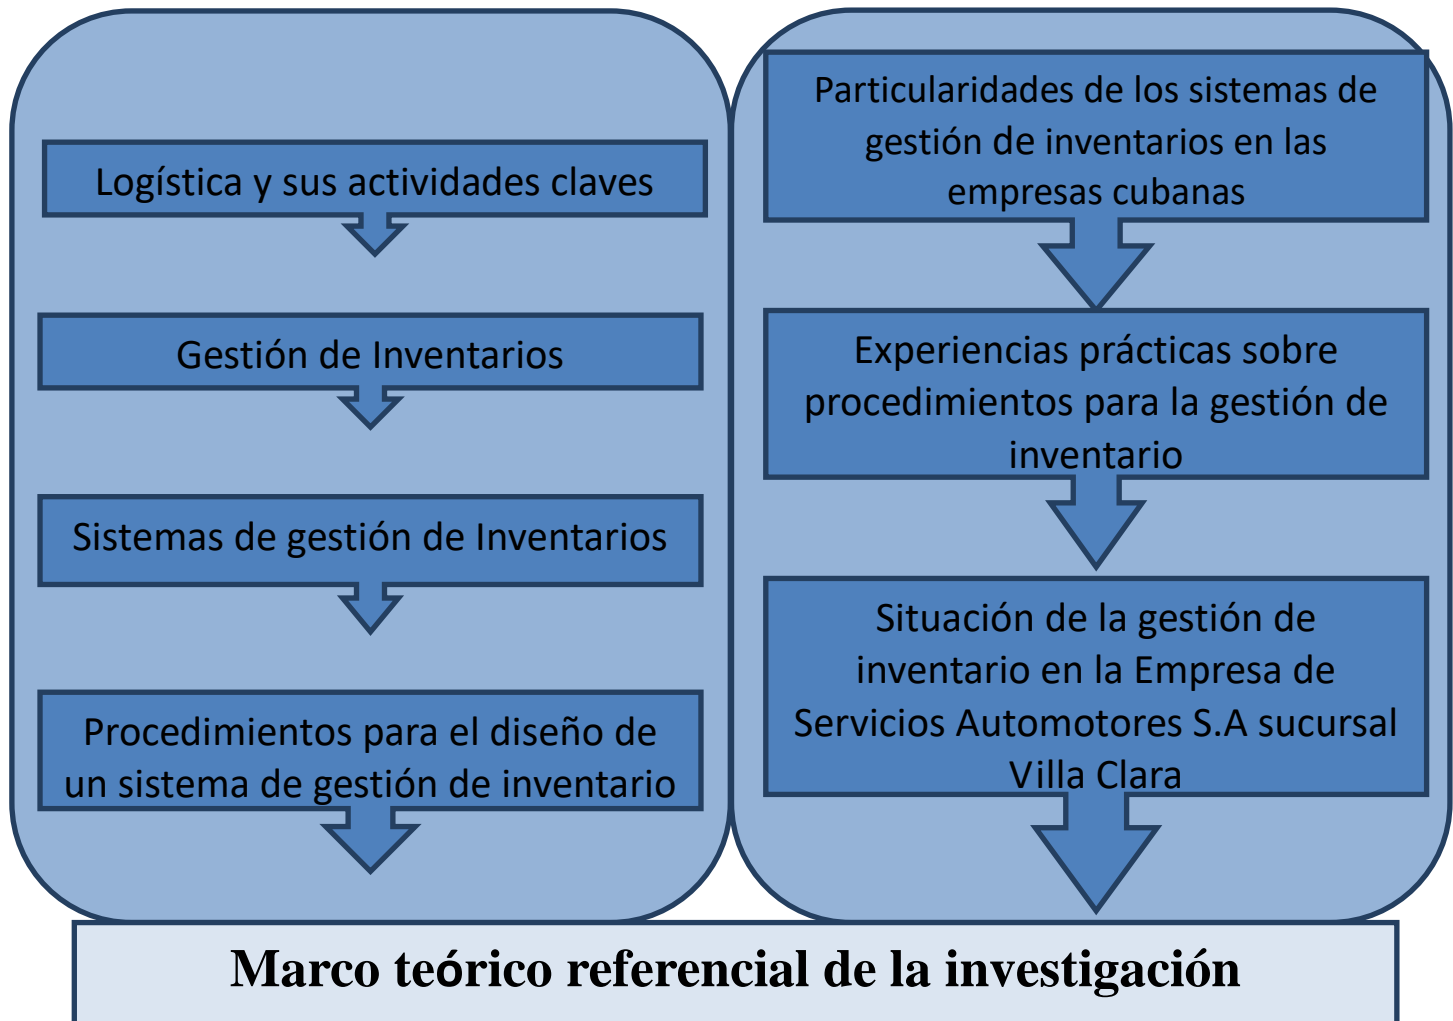 Logística y sus actividades claves
Gestión de Inventarios
Sistemas de gestión de Inventarios
Procedimientos para el diseño de
un sistema de gestión de inventario
Particularidades de los sistemas de
gestión de inventarios en las
empresas cubanas
Experiencias prácticas sobre
procedimientos para la gestión de
inventario
Situación de la gestión de
inventario en la Empresa de
Servicios Automotores S.A sucursal
Villa Clara
Marco teórico referencial de la investigación